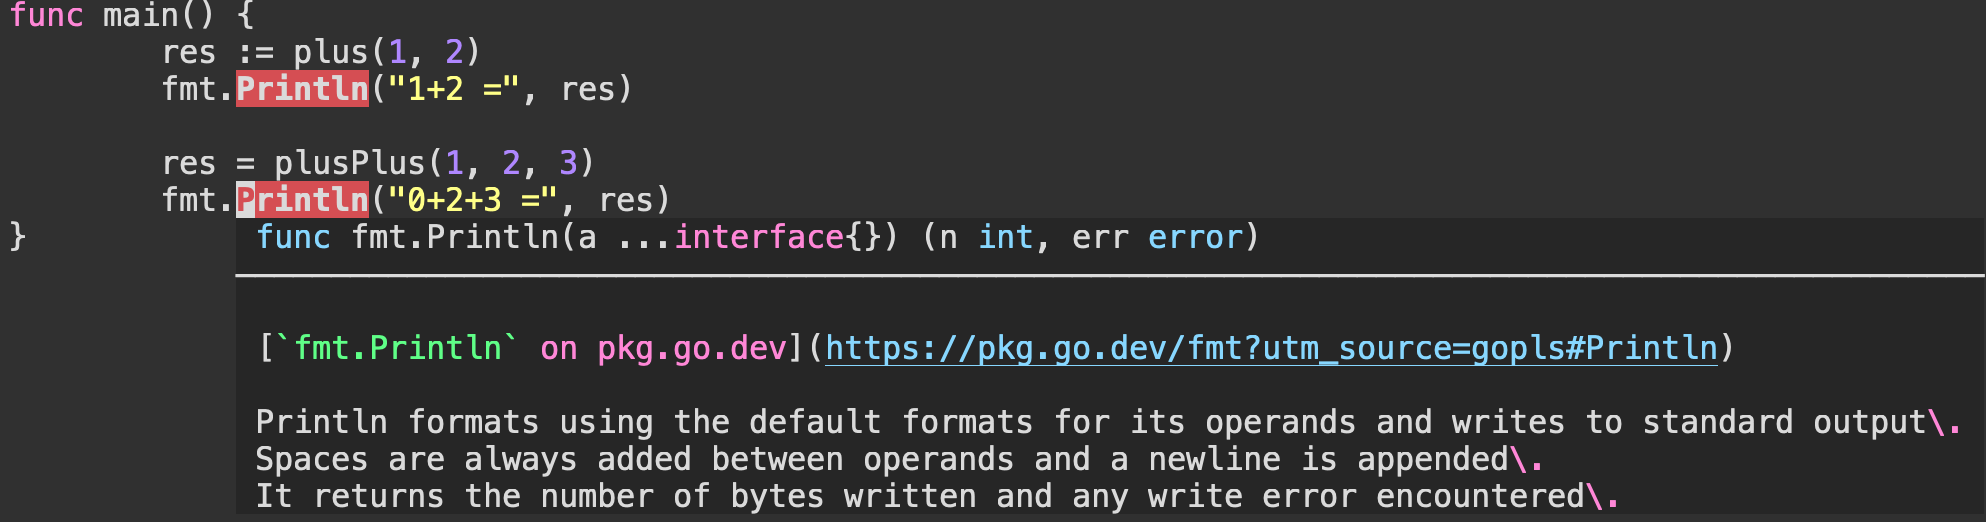 func main() {
        res := plus(1, 2)
        fmt.Println("1+2 =", res)

        res = plusPlus(1, 2, 3)
        fmt.Println("0+2+3 =", res)
}            func fmt.Println(a ...interface{}) (n int, err error)

             [`fmt.Println` on pkg.go.dev](https://pkg.go.dev/fmt?utm_source=gopls#Println)

             Println formats using the default formats for its operands and writes to standard output\.
             Spaces are always added between operands and a newline is appended\.
             It returns the number of bytes written and any write error encountered\.